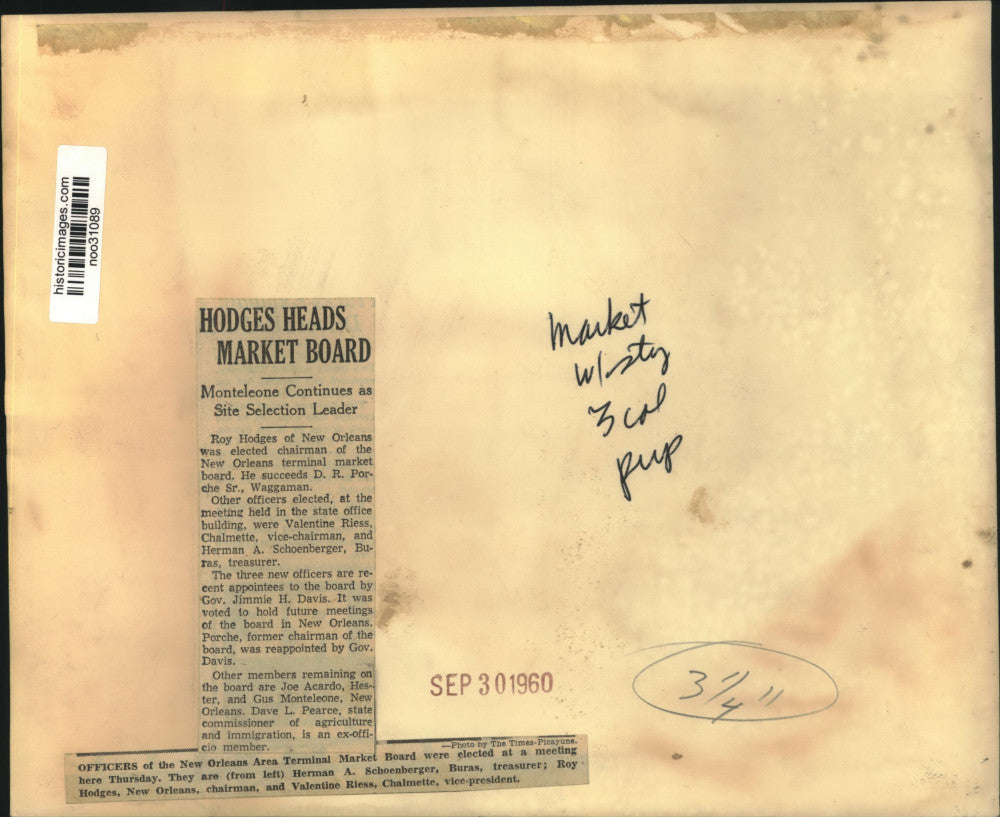 historicimages.com
noo31089
HODGES HEADS
MARKET BOARD
Monteleone Continues as
Site Selection Leader
Roy Hodges of New Orleans
was elected chairman of the
New Orleans terminal market
board. He succeeds D. R. Por-
che Sr., Waggaman.
Other officers elected, at the
meeting held in the state office
building, were Valentine Riess,
Chalmette, vice-chairman, and
Herman A. Schoenberger, Bu-
ras, treasurer.
The three new officers are re-
cent appointees to the board by
Gov. Jimmie H. Davis. It was
voted to hold future meetings
of the board in New Orleans.
Porche, former chairman of the
board, was reappointed by Gov.
Davis.
Other members remaining on
the board are Joe Acardo, Hes-
ter, and Gus Monteleone, New
Orleans. Dave L. Pearce, state
commissioner of agriculture
and immigration, is an ex-offi-
cio member.
—Photo by The Times-Picayune.
OFFICERS of the New Orleans Area Terminal Market Board were elected at a meeting
here Thursday. They are (from left) Herman A. Schoenberger, Buras, treasurer; Roy
Hodges, New Orleans, chairman, and Valentine Riess, Chalmette, vice-president.
Market
W/sty
3 col
pup
SEP 30 1960
3 1/4"